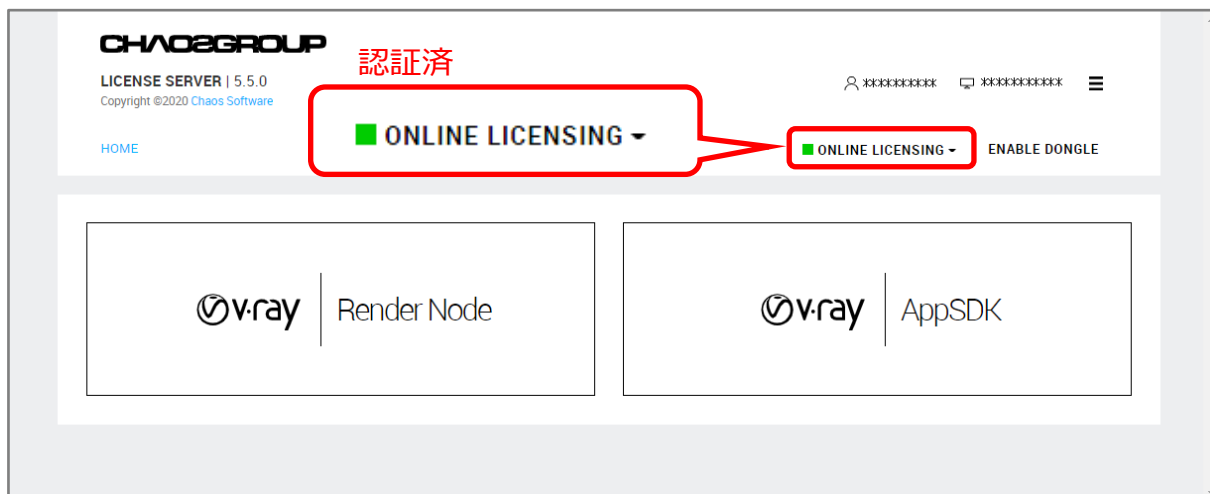 CHAOSGROUP
認証済
LICENSE SERVER | 5.5.0
Copyright ©2020 Chaos Software
********** ***********
ONLINE LICENSING
HOME
ONLINE LICENSING
ENABLE DONGLE
v·ray Render Node
v·ray AppSDK